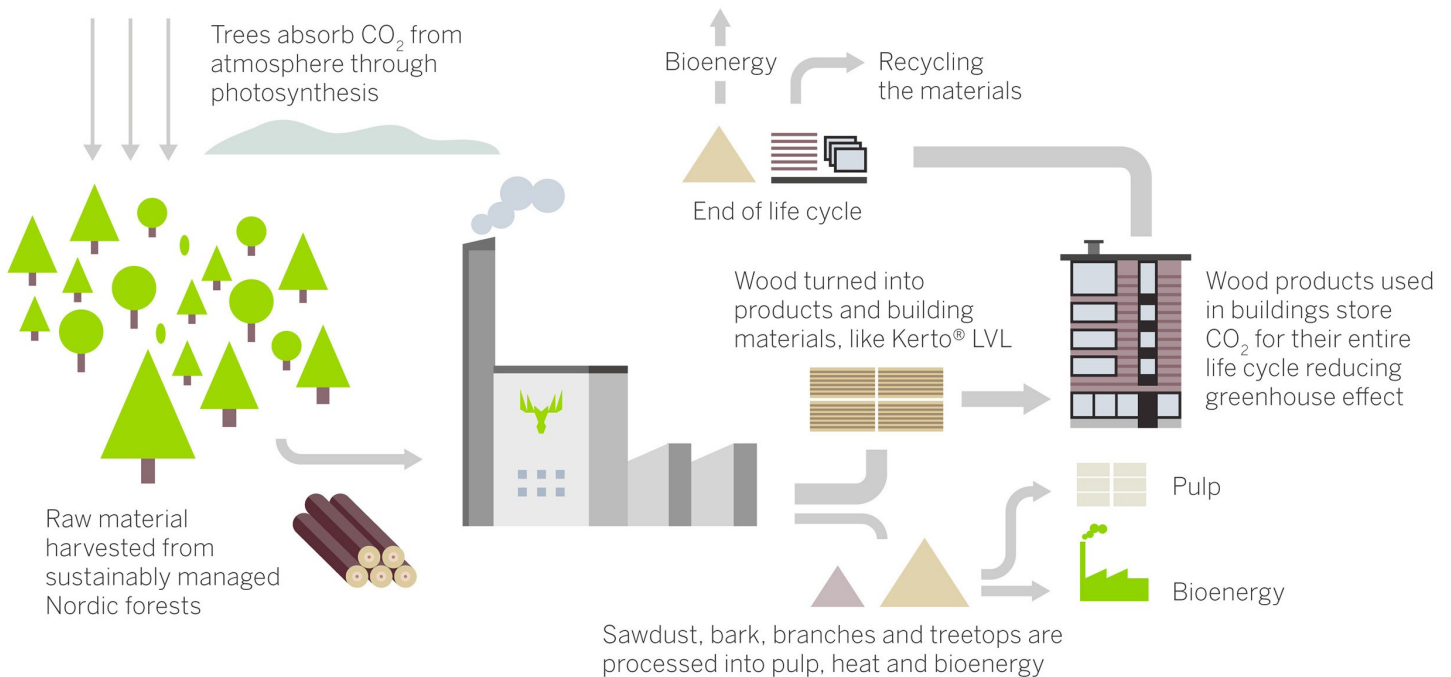 Trees absorb CO₂ from
atmosphere through
photosynthesis
Bioenergy
Recycling
the materials
End of life cycle
Wood turned into
products and building
materials, like Kerto® LVL
Wood products used
in buildings store
CO₂ for their entire
life cycle reducing
greenhouse effect
Raw material
harvested from
sustainably managed
Nordic forests
Pulp
Bioenergy
Sawdust, bark, branches and treetops are
processed into pulp, heat and bioenergy